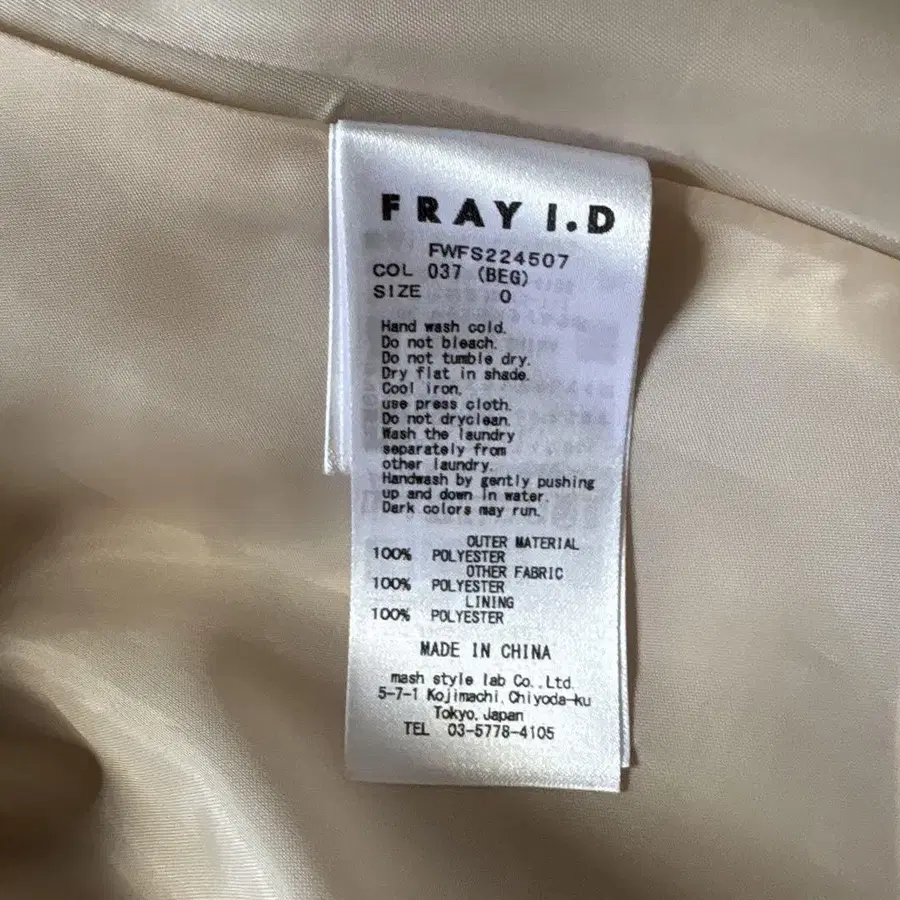 FRAY I.D
FWFS224507
COL 037 (BEG)
SIZE 0
Hand wash cold.
Do not bleach.
Do not tumble dry.
Dry flat in shade.
Cool iron.
use press cloth.
Do not dryclean.
Wash the laundry
separately from
other laundry.
Handwash by gently pushing
up and down in water.
Dark colors may run.
OUTER MATERIAL
100% POLYESTER
OTHER FABRIC
100% POLYESTER
LINING
100% POLYESTER
MADE IN CHINA
mash style lab Co.,Ltd.
5-7-1 Kojimachi,Chiyoda-ku
Tokyo,Japan
TEL 03-5778-4105